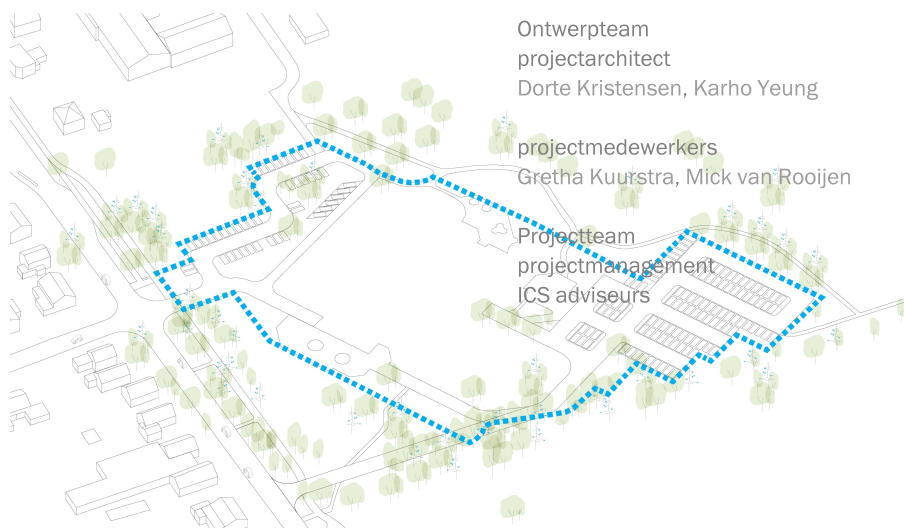 Ontwerpteam
projectarchitect
Dorte Kristensen, Karho Yeung
projectmedewerkers
Gretha Kuurstra, Mick van Rooijen
Projectteam
projectmanagement
ICS adviseurs